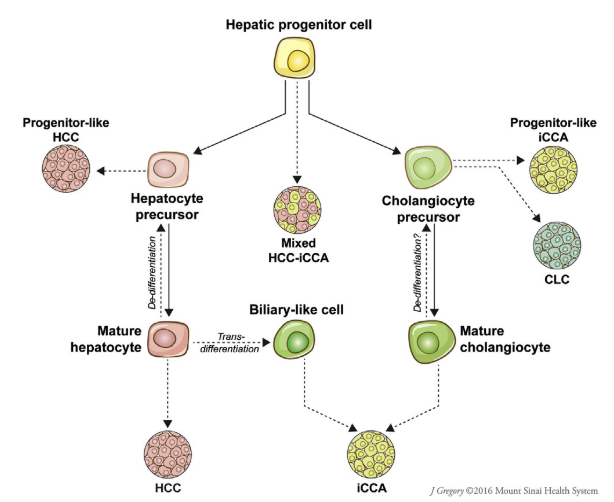 Hepatic progenitor cell
Progenitor-like
HCC
Progenitor-like
iCCA
Hepatocyte
precursor
Cholangiocyte
precursor
Mixed
HCC-iCCA
CLC
De-differentiation
De-differentiation?
Mature
hepatocyte
Trans-
differentiation
Biliary-like cell
Mature
cholangiocyte
HCC
iCCA
J Gregory ©2016 Mount Sinai Health System